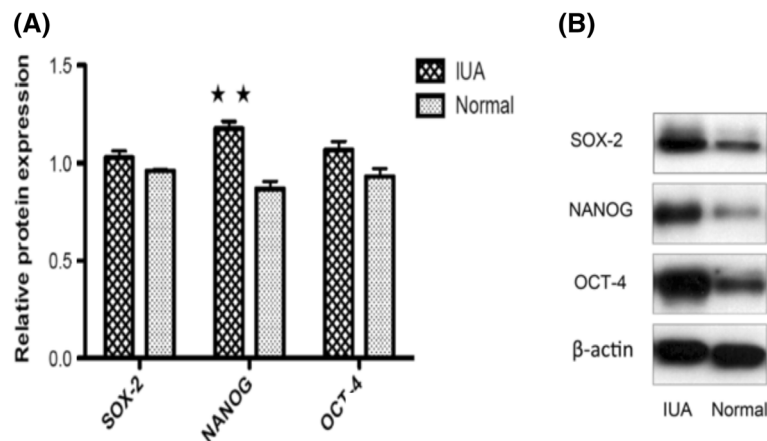 (A)
Relative protein expression
1.5
1.0
0.5
0.0
★ ★
IUA
Normal
SOX-2
NANOG
OCT-4
(B)
SOX-2
NANOG
OCT-4
β-actin
IUA Normal